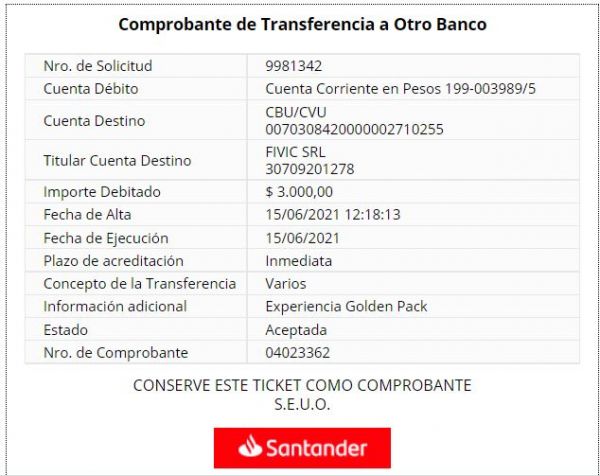 Comprobante de Transferencia a Otro Banco
Nro. de Solicitud 9981342
Cuenta Débito Cuenta Corriente en Pesos 199-003989/5
Cuenta Destino CBU/CVU
0070308420000002710255
Titular Cuenta Destino FIVIC SRL
30709201278
Importe Debitado $ 3.000,00
Fecha de Alta 15/06/2021 12:18:13
Fecha de Ejecución 15/06/2021
Plazo de acreditación Inmediata
Concepto de la Transferencia Varios
Información adicional Experiencia Golden Pack
Estado Aceptada
Nro. de Comprobante 04023362
CONSERVE ESTE TICKET COMO COMPROBANTE
S.E.U.O.
Santander